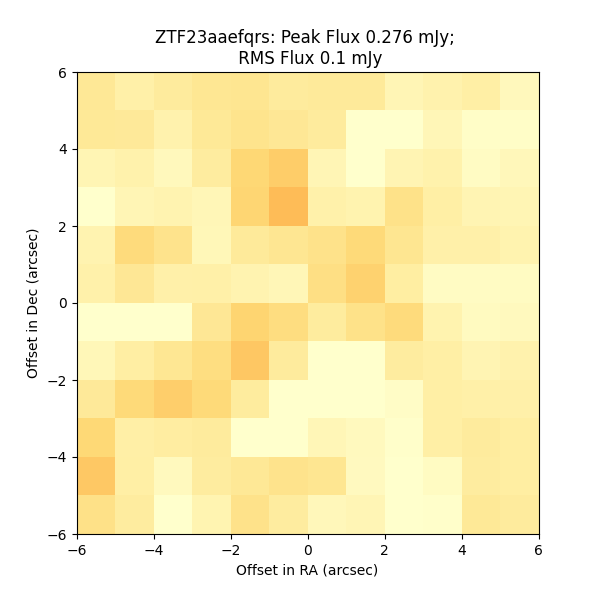 ZTF23aaefqrs: Peak Flux 0.276 mJy;
RMS Flux 0.1 mJy
6
4
2
0
−2
−4
−6
Offset in Dec (arcsec)
−6 −4 −2 0 2 4 6
Offset in RA (arcsec)